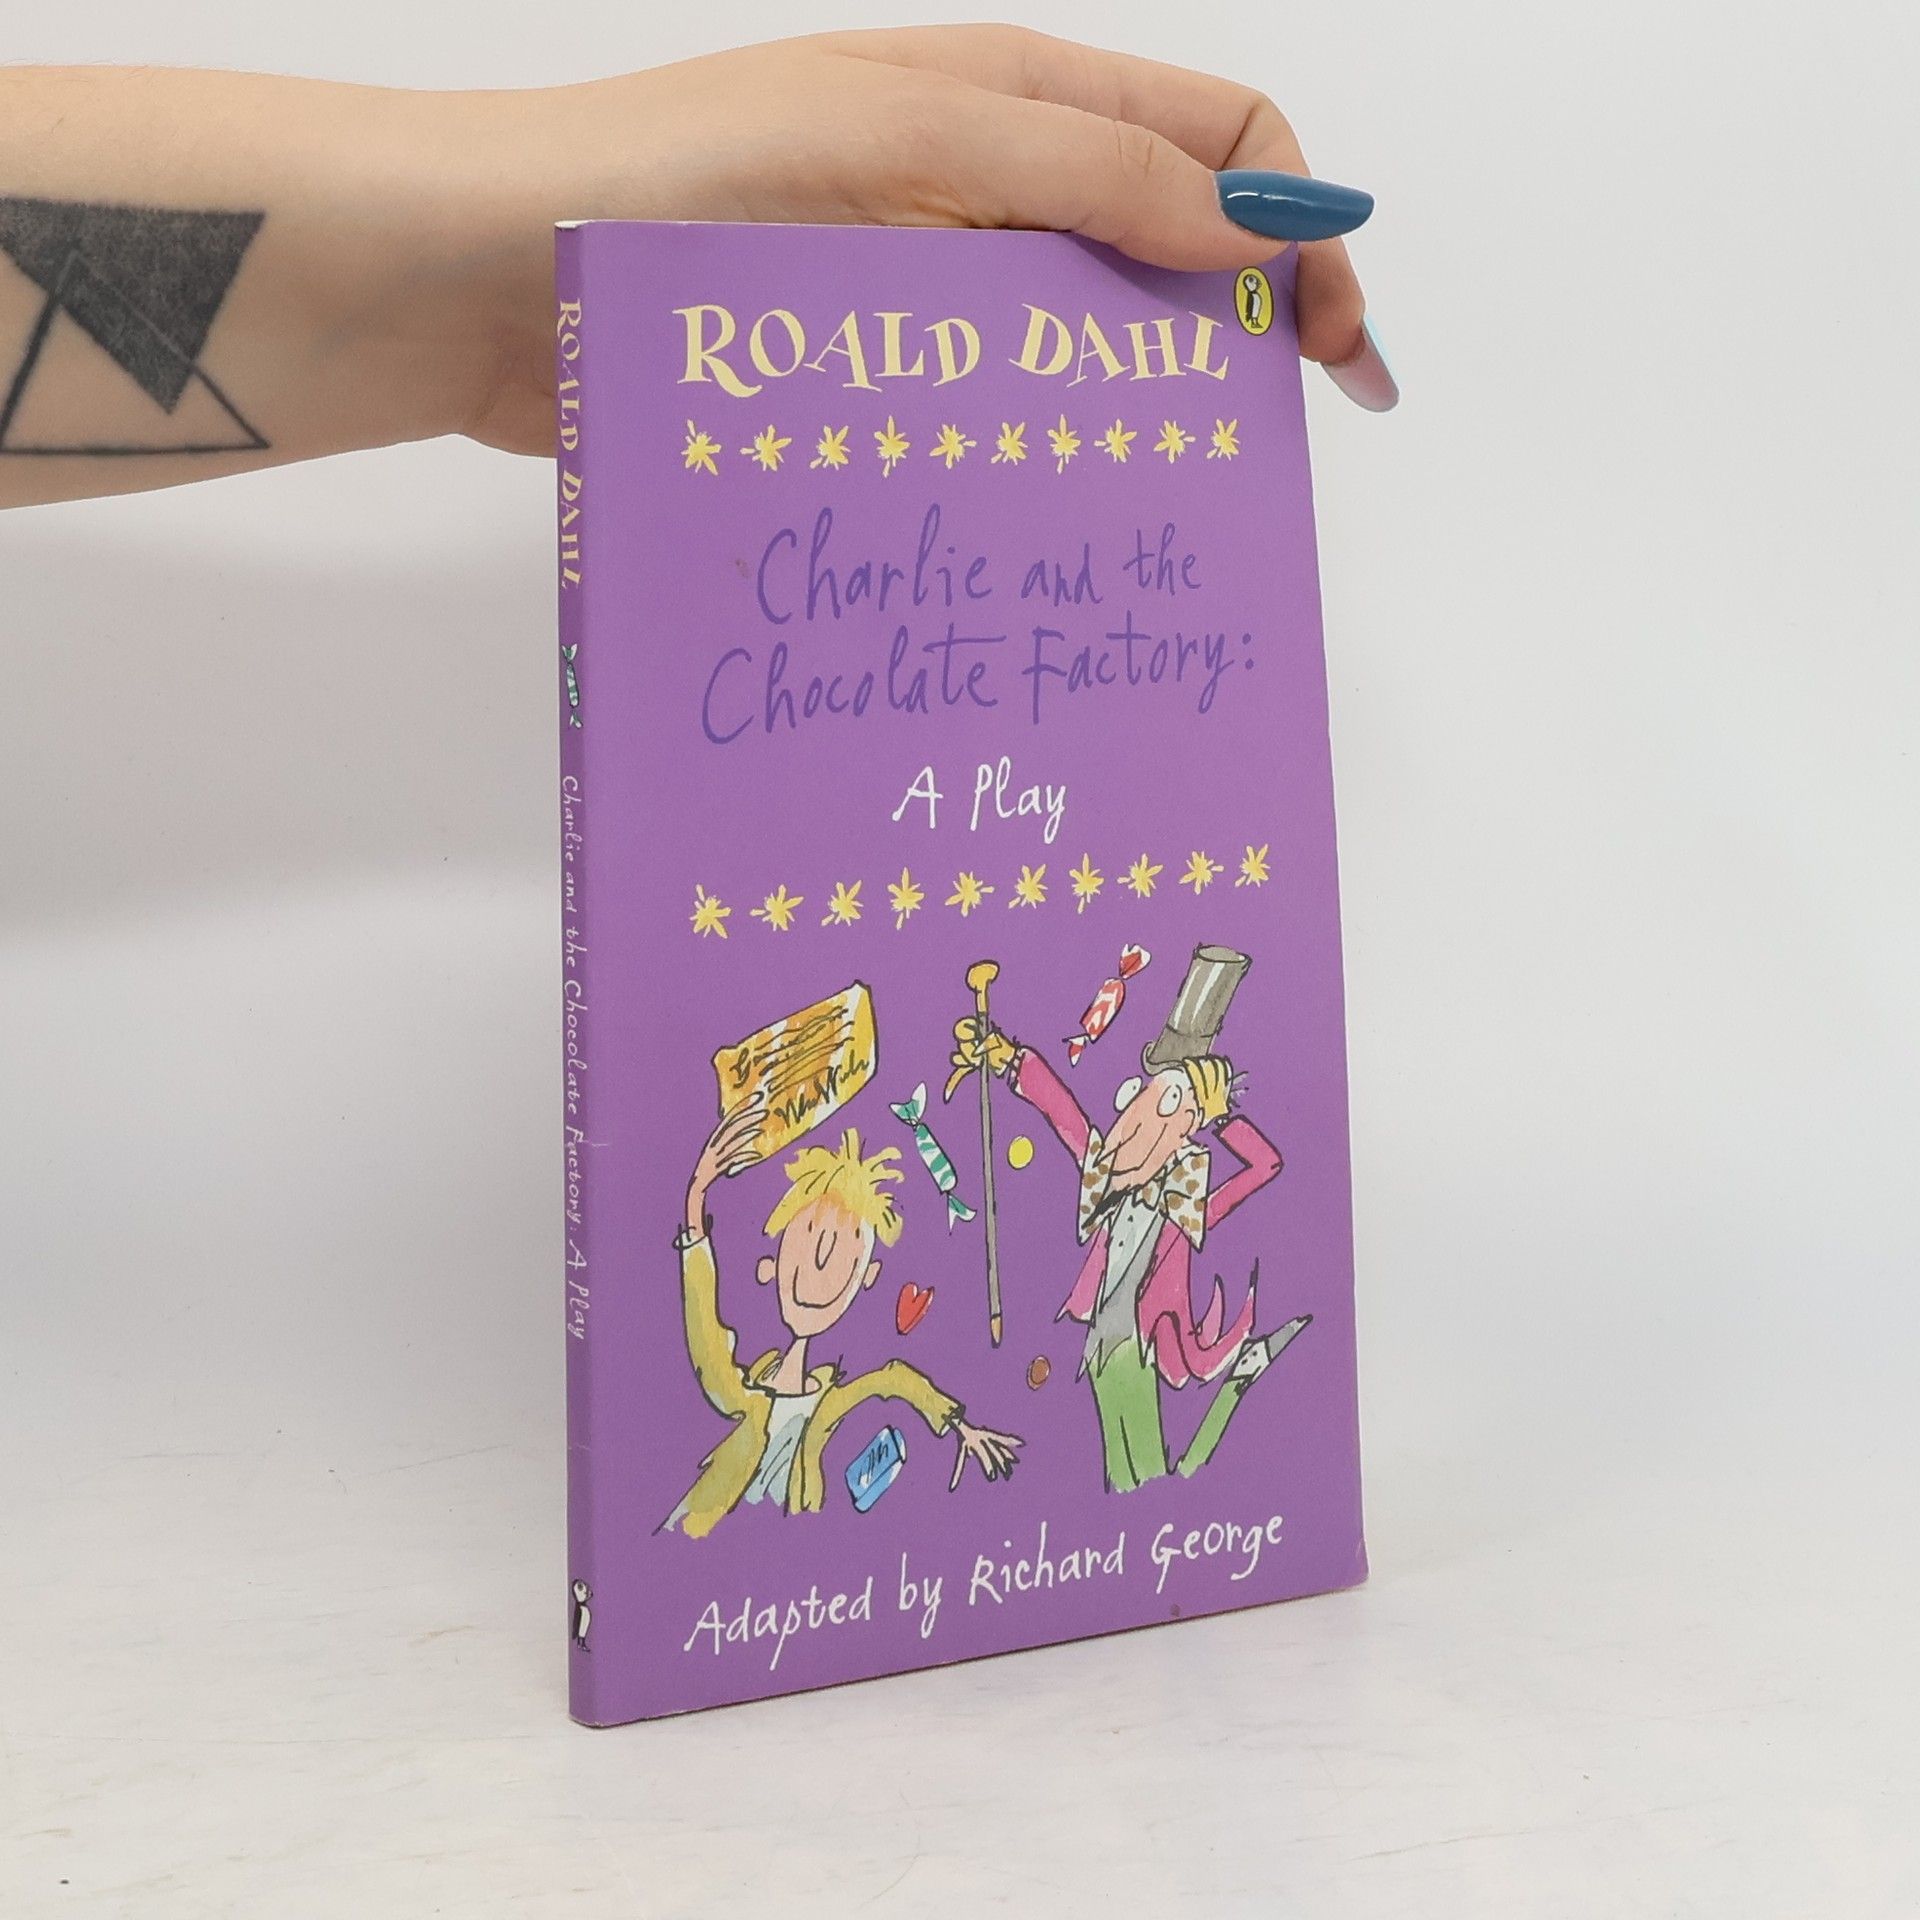 ROALD DAHL
Charlie and the
Chocolate Factory:
A Play
Adapted by Richard George
ROALD DAHL
Charlie and the Chocolate Factory: A Play